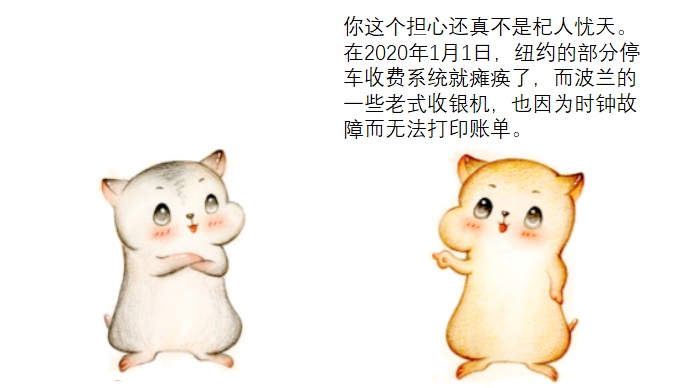 你这个担心还真不是杞人忧天。
在2020年1月1日，纽约的部分停
车收费系统就瘫痪了，而波兰的
一些老式收银机，也因为时钟故
障而无法打印账单。